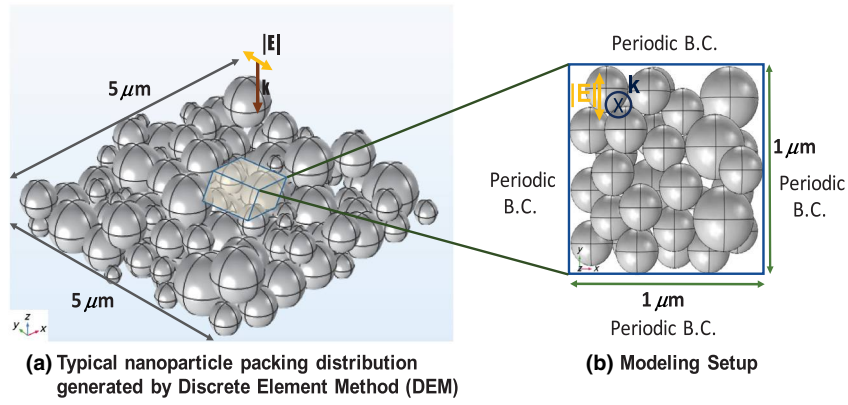 |E|
k
5 μm
5 μm
y z x
(a) Typical nanoparticle packing distribution
generated by Discrete Element Method (DEM)
Periodic B.C.
|E|
k
X
1 μm
Periodic
B.C.
Periodic
B.C.
y
z x
1 μm
Periodic B.C.
(b) Modeling Setup